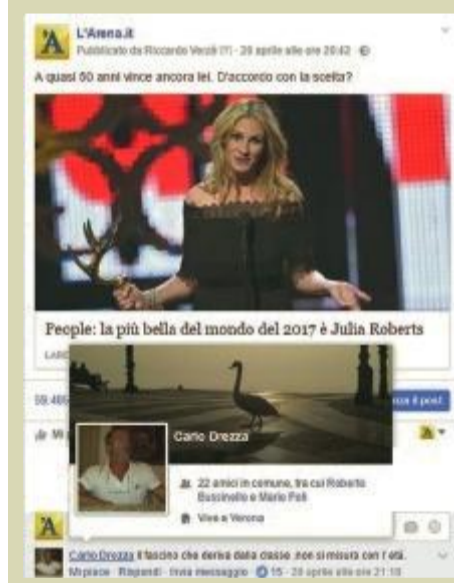 L'Arena.it
Pubblicato da Riccardo Verzè [?] · 20 aprile alle ore 20:42
A quasi 50 anni vince ancora lei. D'accordo con la scelta?
People: la più bella del mondo del 2017 è Julia Roberts
Carlo Drezza
22 amici in comune, tra cui Roberto
Bussinello e Mario Poli
Vive a Verona
Carlo Drezza Il fascino che deriva dalla classe ,non si misura con l' età.
Mi piace · Rispondi · Invia messaggio · 15 · 20 aprile alle ore 21:18